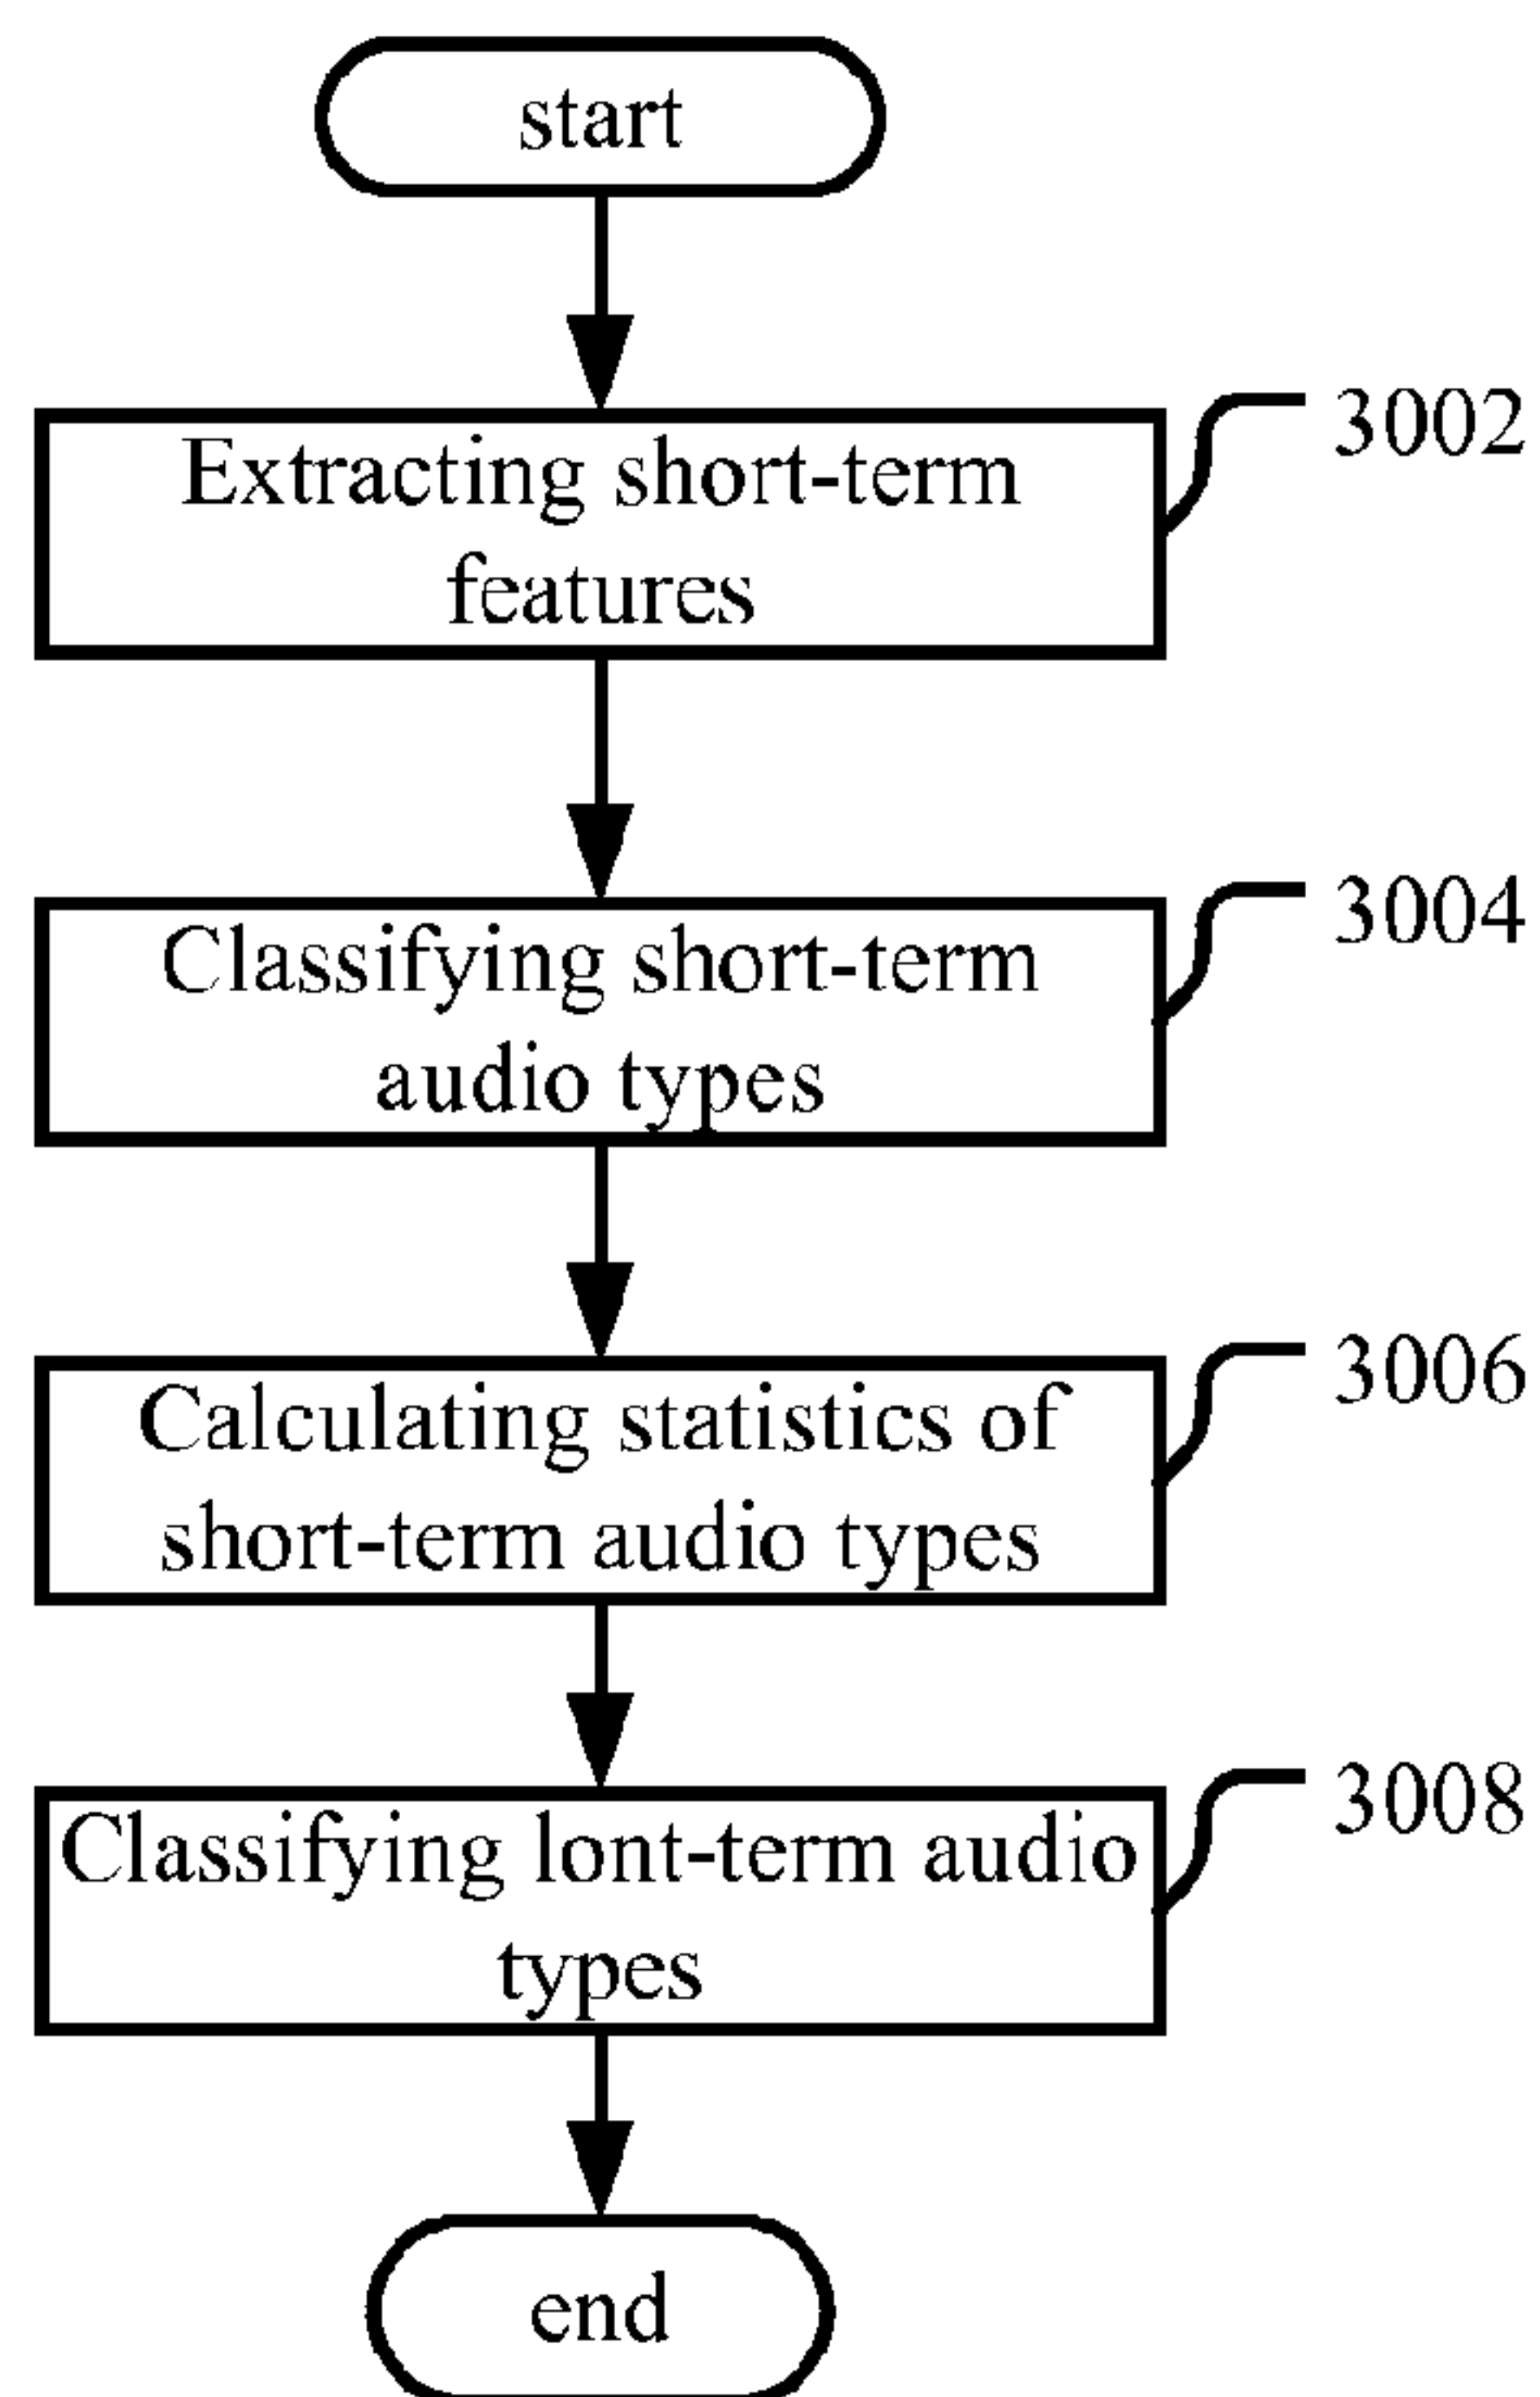 start
3002
Extracting short-term
features
3004
Classifying short-term
audio types
3006
Calculating statistics of
short-term audio types
3008
Classifying lont-term audio
types
end